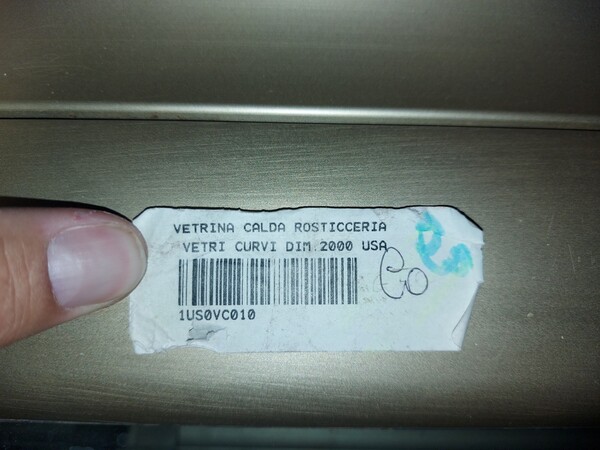 VETRINA CALDA ROSTICCERIA
VETRI CURVI DIM.2000 USA
1US0VC010